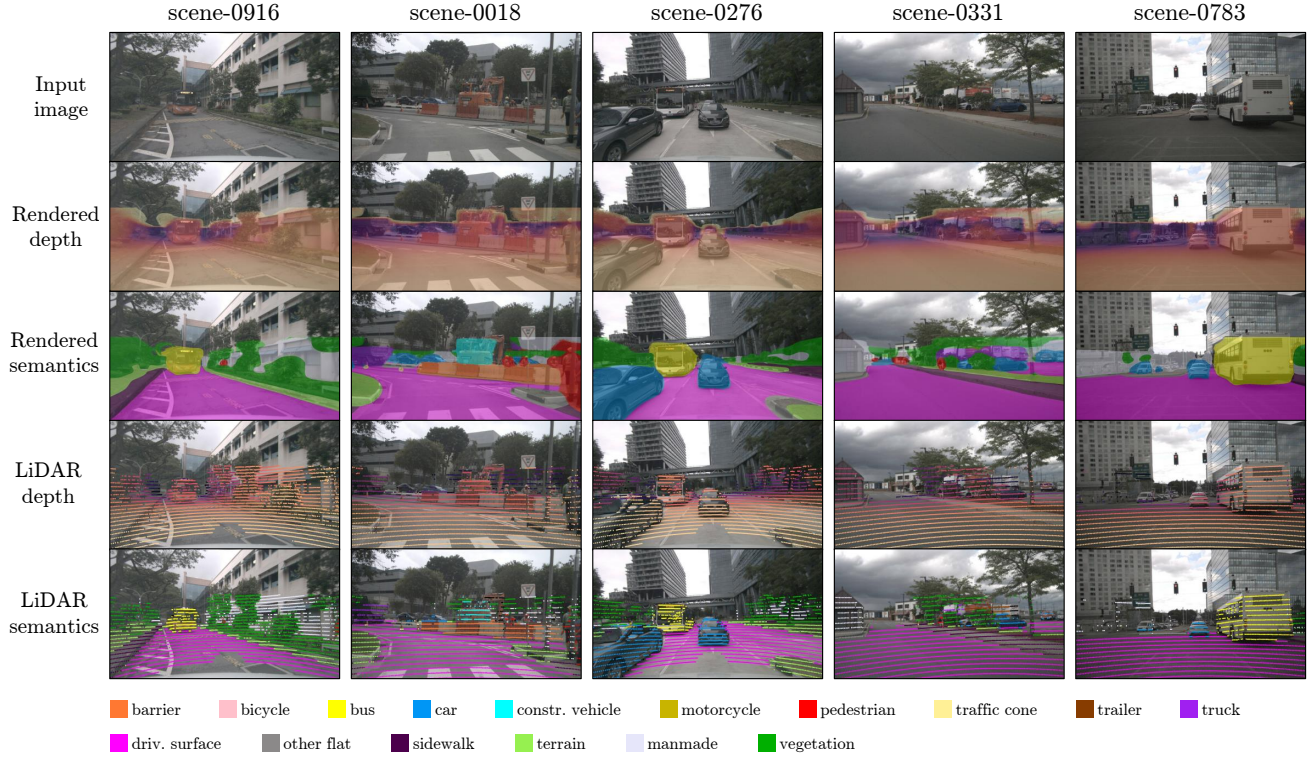 scene-0916 scene-0018 scene-0276 scene-0331 scene-0783
Input
image
Rendered
depth
Rendered
semantics
LiDAR
depth
LiDAR
semantics
barrier bicycle bus car constr. vehicle motorcycle pedestrian traffic cone trailer truck
driv. surface other flat sidewalk terrain manmade vegetation